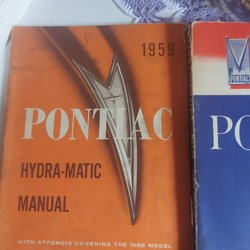 1959
PONTIAC
HYDRA-MATIC
MANUAL
WITH APPENDIX COVERING THE 1958 MODEL
PONTIAC
PO